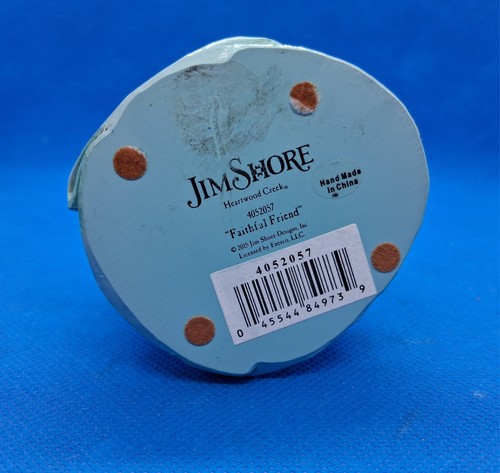 JIM SHORE
Heartwood Creek®
4052057
"Faithful Friend"
© 2015 Jim Shore Designs, Inc.
Licensed by Enesco, LLC.
Hand Made
in China
4052057
0 45544 84973 9